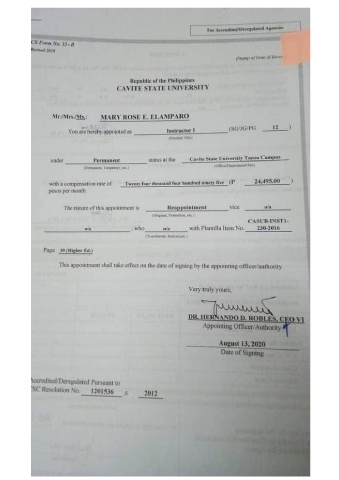 For Accredited/Deregulated Agencies
CS Form No. 33 - B
Revised 2018
(Stamp of Date of Receipt)
Republic of the Philippines
CAVITE STATE UNIVERSITY
Mr./Mrs./Ms.: MARY ROSE E. ELAMPARO
You are hereby appointed as Instructor I (SG/JG/PG 12 )
(Position Title)
under Permanent status at the Cavite State University Tanza Campus
(Permanent, Temporary, etc.) (Office/Department/Unit)
with a compensation rate of Twenty four thousand four hundred ninety five (P 24,495.00 )
pesos per month.
The nature of this appointment is Reappointment vice n/a
(Original, Promotion, etc.)
CASUB-INST1-
n/a , who n/a with Plantilla Item No. 230-2016
(Transferred, Retired, etc.)
Page 39 (Higher Ed.)
This appointment shall take effect on the date of signing by the appointing officer/authority.
Very truly yours,
DR. HERNANDO D. ROBLES, CEO VI
Appointing Officer/Authority
August 13, 2020
Date of Signing
Accredited/Deregulated Pursuant to
CSC Resolution No. 1201536 s. 2012